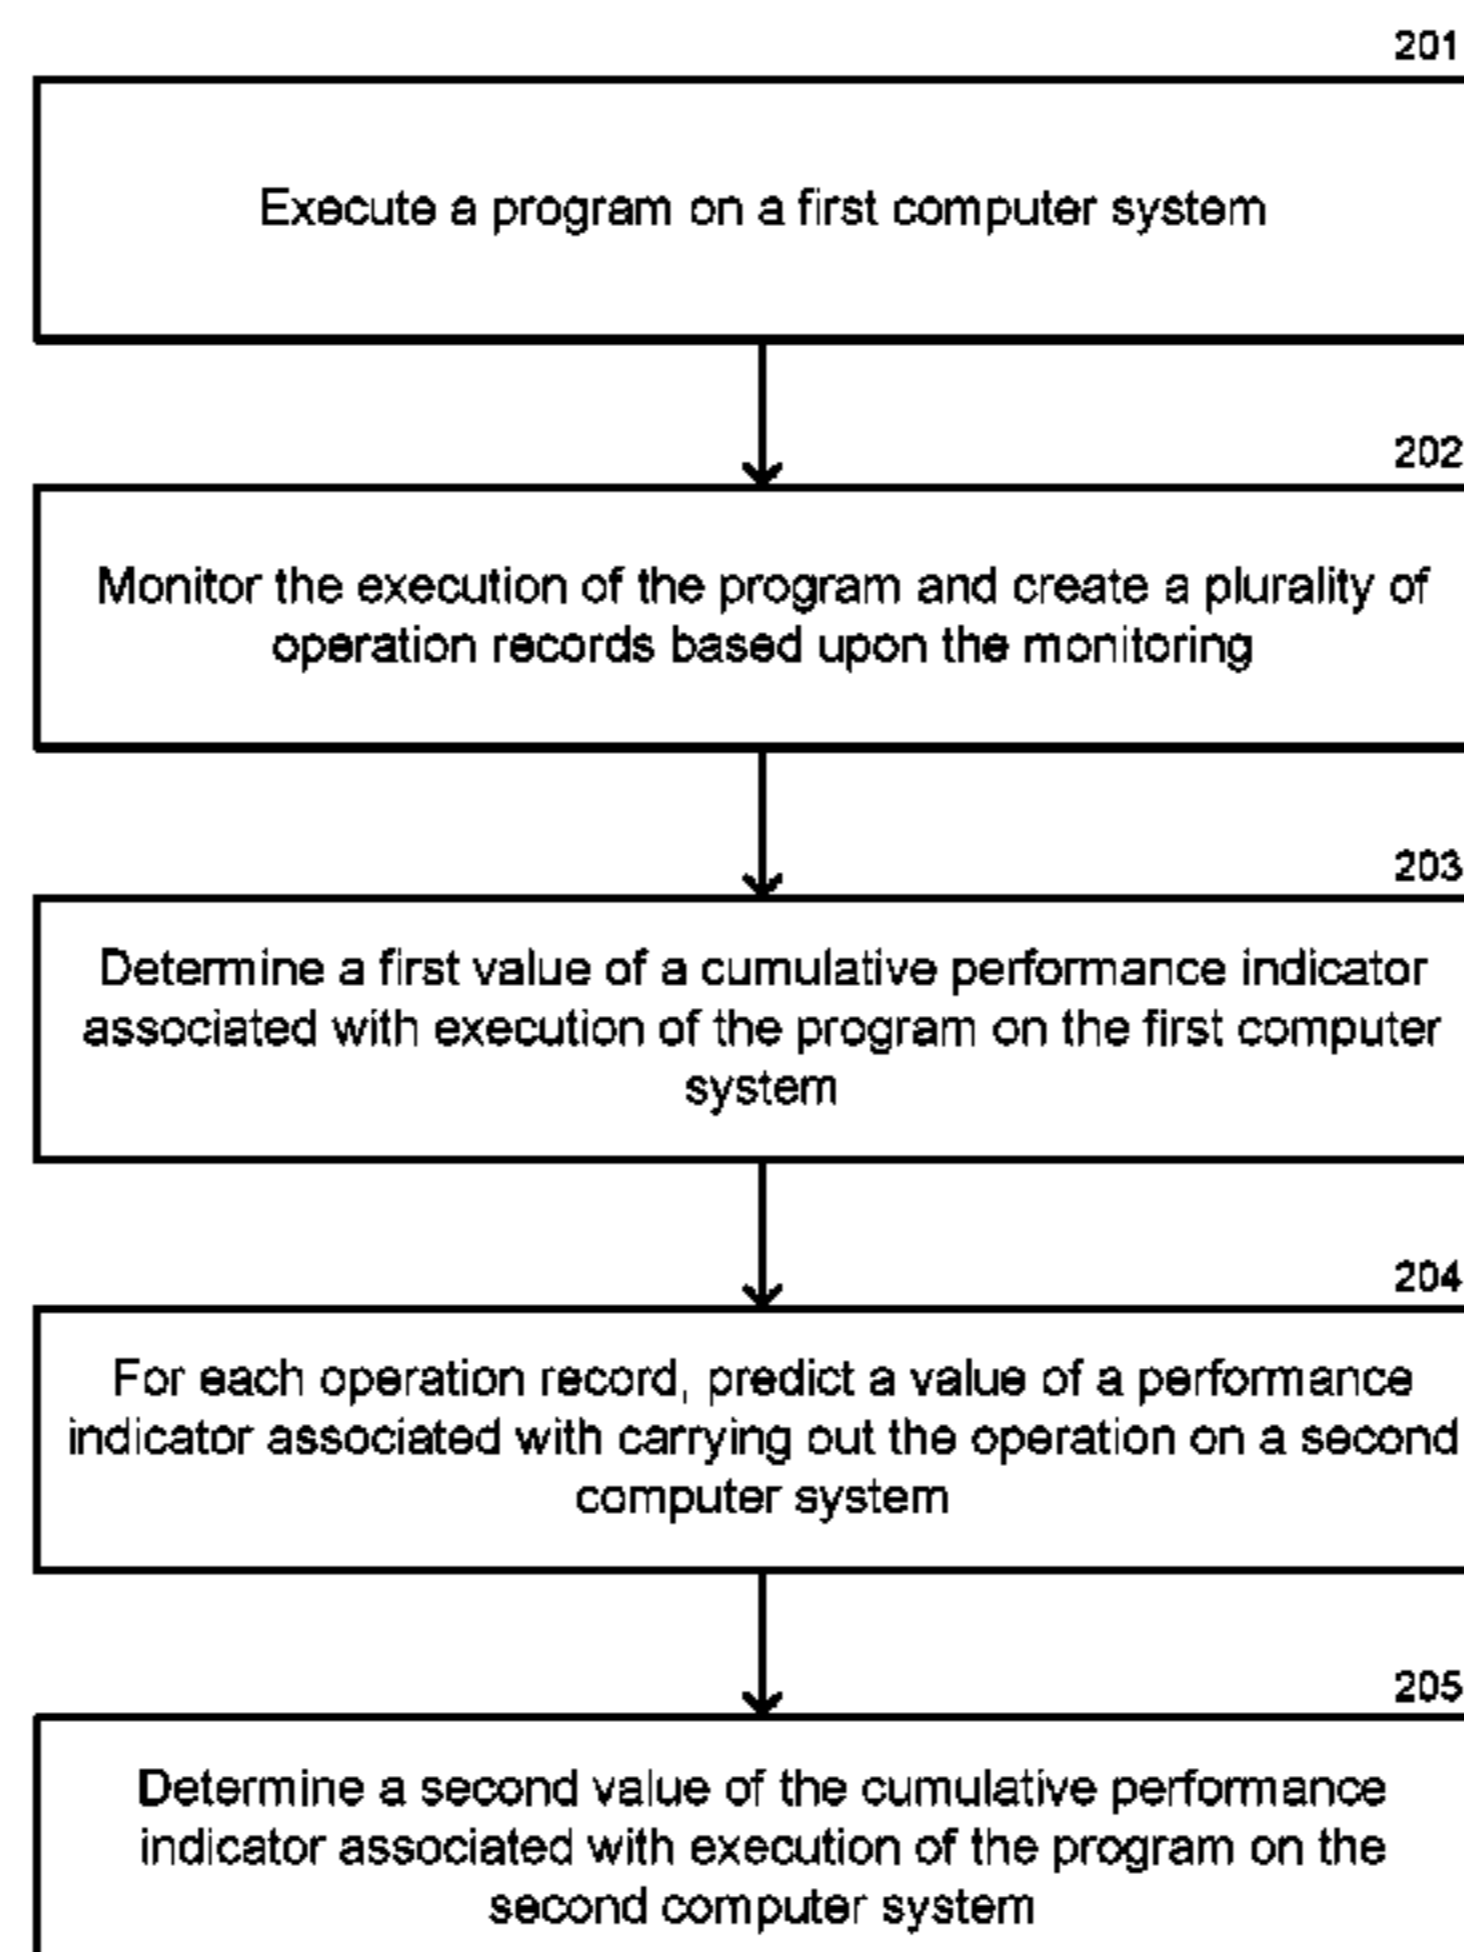 201
Execute a program on a first computer system
202
Monitor the execution of the program and create a plurality of
operation records based upon the monitoring
203
Determine a first value of a cumulative performance indicator
associated with execution of the program on the first computer
system
204
For each operation record, predict a value of a performance
indicator associated with carrying out the operation on a second
computer system
205
Determine a second value of the cumulative performance
indicator associated with execution of the program on the
second computer system